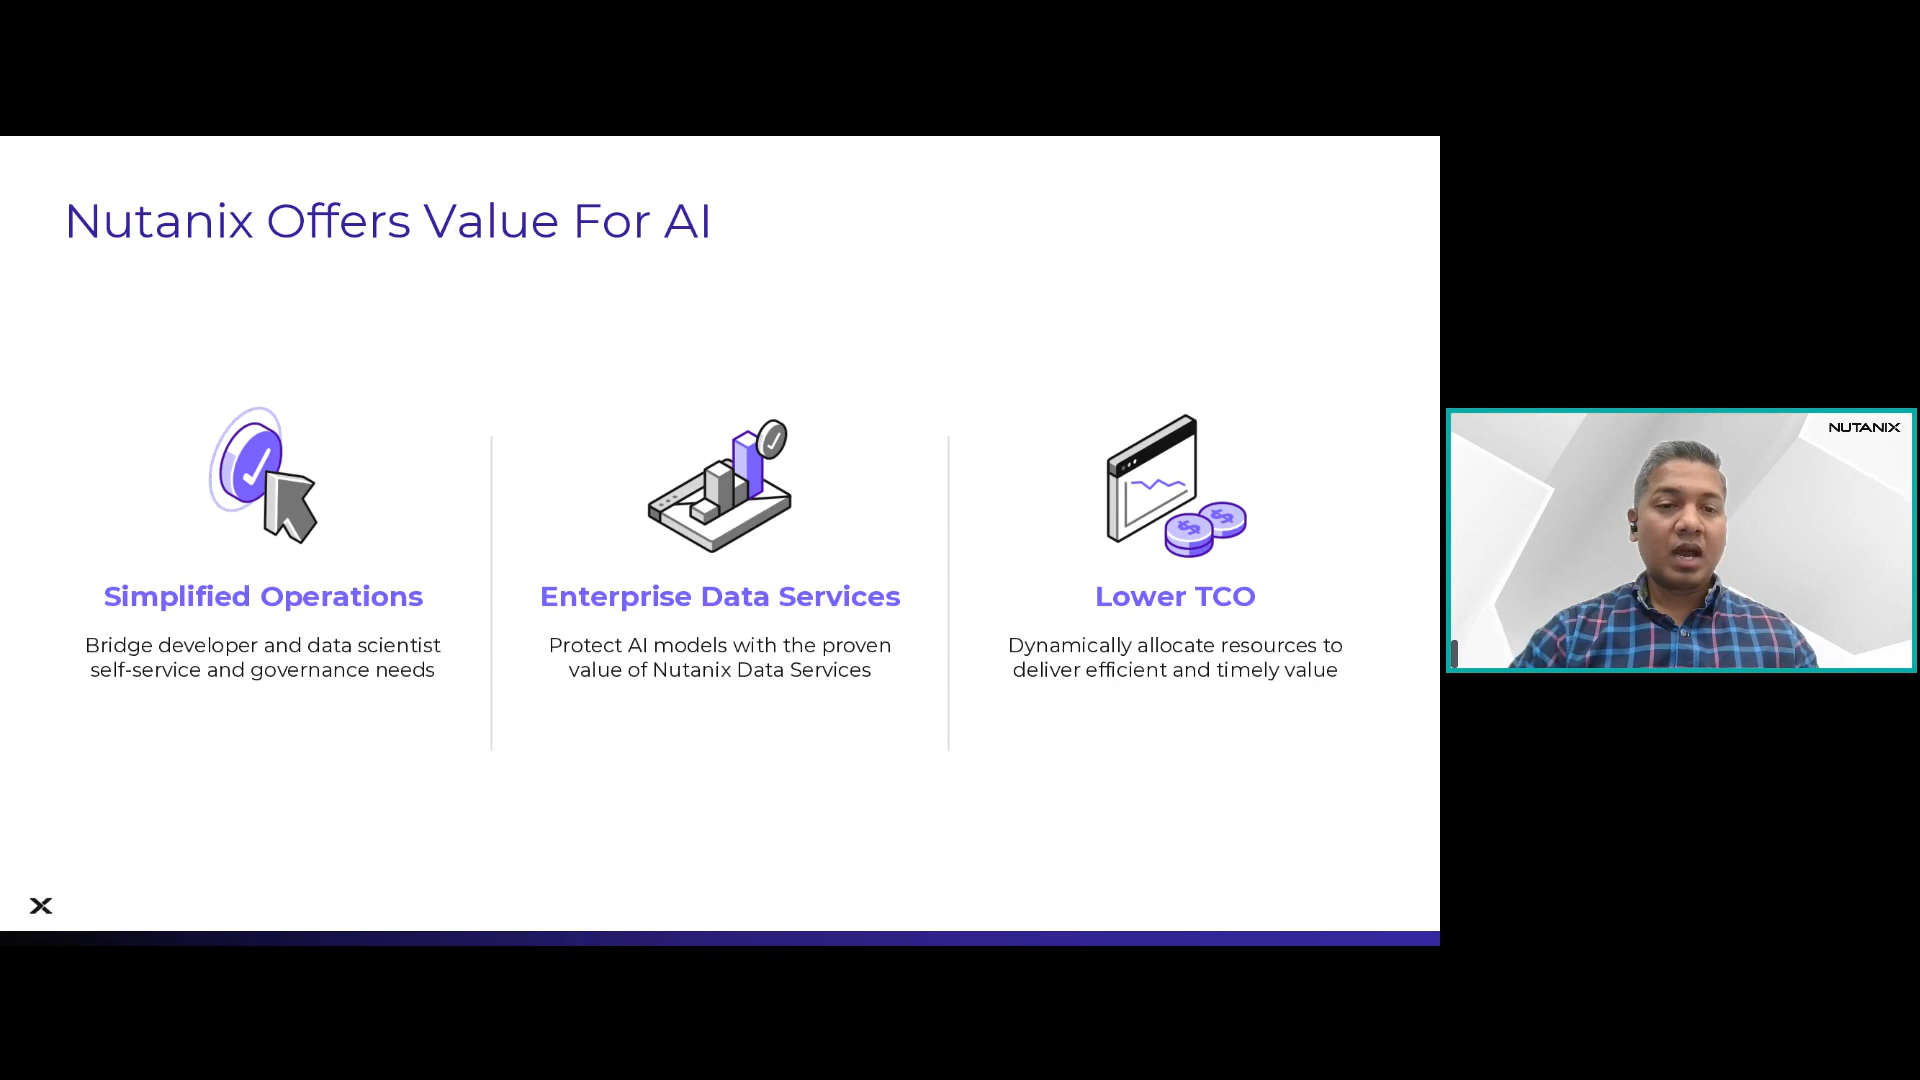 Nutanix Offers Value For AI
Simplified Operations
Bridge developer and data scientist
self-service and governance needs
Enterprise Data Services
Protect AI models with the proven
value of Nutanix Data Services
Lower TCO
Dynamically allocate resources to
deliver efficient and timely value
NUTANIX